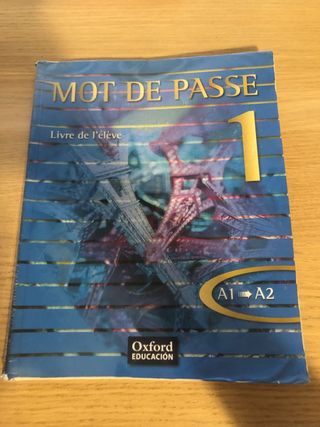 MOT DE PASSE
Livre de l'élève
1
A1 ➡ A2
Oxford
EDUCACIÓN